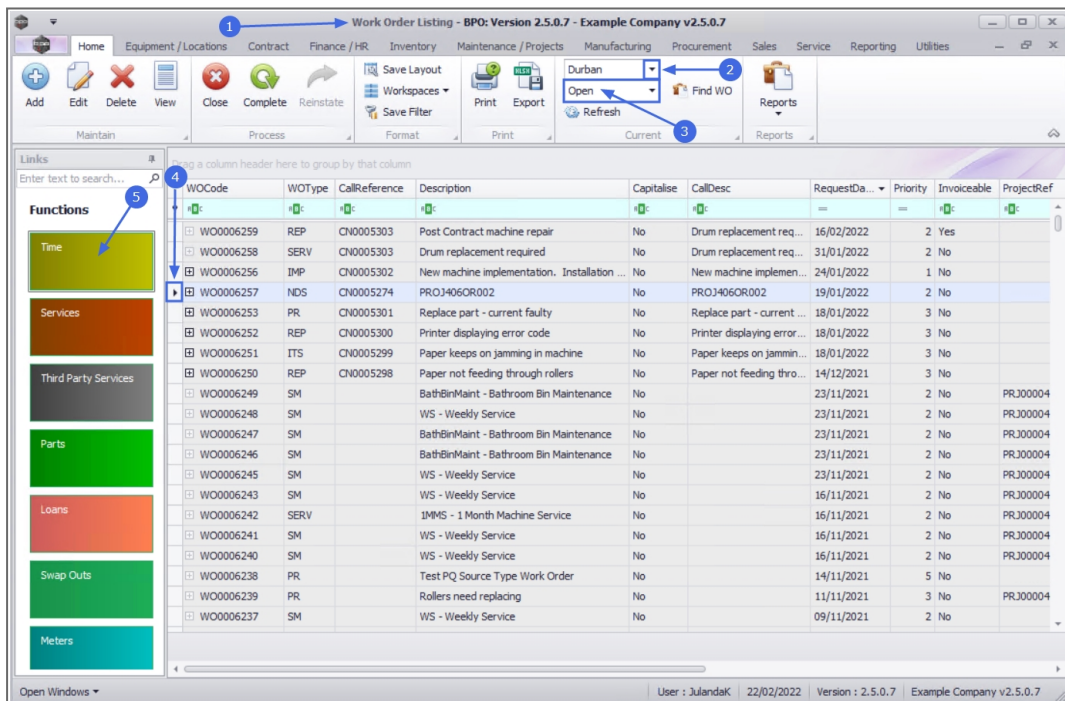 1
Work Order Listing - BPO: Version 2.5.0.7 - Example Company v2.5.0.7
Home Equipment / Locations Contract Finance / HR Inventory Maintenance / Projects Manufacturing Procurement Sales Service Reporting Utilities
Add Edit Delete View
Maintain
Close Complete Reinstate
Process
Save Layout
Workspaces
Save Filter
Format
Print Export
Print
Durban 2
Open Find WO
Refresh 3
Current
Reports
Reports
Links
Enter text to search... 4
5
Functions
Time
Services
Third Party Services
Parts
Loans
Swap Outs
Meters
Drag a column header here to group by that column
WOCode WOType CallReference Description Capitalise CallDesc RequestDa... Priority Invoiceable ProjectRef
WO0006259 REP CN0005303 Post Contract machine repair No Drum replacement req... 16/02/2022 2 Yes
WO0006258 SERV CN0005303 Drum replacement required No Drum replacement req... 31/01/2022 2 No
WO0006256 IMP CN0005302 New machine implementation. Installation ... No New machine implemen... 24/01/2022 1 No
WO0006257 NDS CN0005274 PROJ406OR002 No PROJ406OR002 19/01/2022 2 No
WO0006253 PR CN0005301 Replace part - current faulty No Replace part - current ... 18/01/2022 3 No
WO0006252 REP CN0005300 Printer displaying error code No Printer displaying error... 18/01/2022 3 No
WO0006251 ITS CN0005299 Paper keeps on jamming in machine No Paper keeps on jammin... 18/01/2022 3 No
WO0006250 REP CN0005298 Paper not feeding through rollers No Paper not feeding thro... 14/12/2021 3 No
WO0006249 SM BathBinMaint - Bathroom Bin Maintenance No 23/11/2021 2 No PRJ00004
WO0006248 SM WS - Weekly Service No 23/11/2021 2 No PRJ00004
WO0006247 SM BathBinMaint - Bathroom Bin Maintenance No 23/11/2021 2 No PRJ00004
WO0006246 SM BathBinMaint - Bathroom Bin Maintenance No 23/11/2021 2 No PRJ00004
WO0006245 SM WS - Weekly Service No 23/11/2021 2 No PRJ00004
WO0006243 SM WS - Weekly Service No 16/11/2021 2 No PRJ00004
WO0006242 SERV 1MMS - 1 Month Machine Service No 16/11/2021 2 No PRJ00004
WO0006241 SM WS - Weekly Service No 16/11/2021 2 No PRJ00004
WO0006240 SM WS - Weekly Service No 16/11/2021 2 No PRJ00004
WO0006238 PR Test PQ Source Type Work Order No 14/11/2021 5 No
WO0006239 PR Rollers need replacing No 11/11/2021 3 No PRJ00004
WO0006237 SM WS - Weekly Service No 09/11/2021 2 No
Open Windows User : JulandaK 22/02/2022 Version : 2.5.0.7 Example Company v2.5.0.7